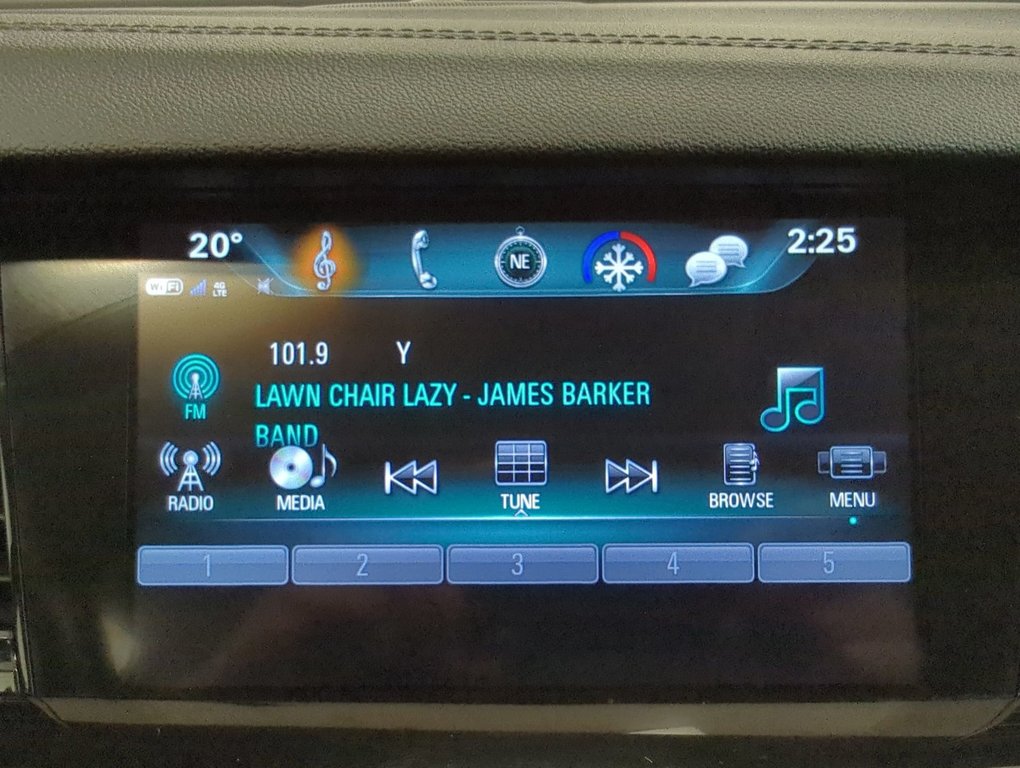 20° NE 2:25
WiFi 4G
LTE
101.9 Y
FM LAWN CHAIR LAZY - JAMES BARKER
BAND
RADIO MEDIA TUNE BROWSE MENU
1 2 3 4 5